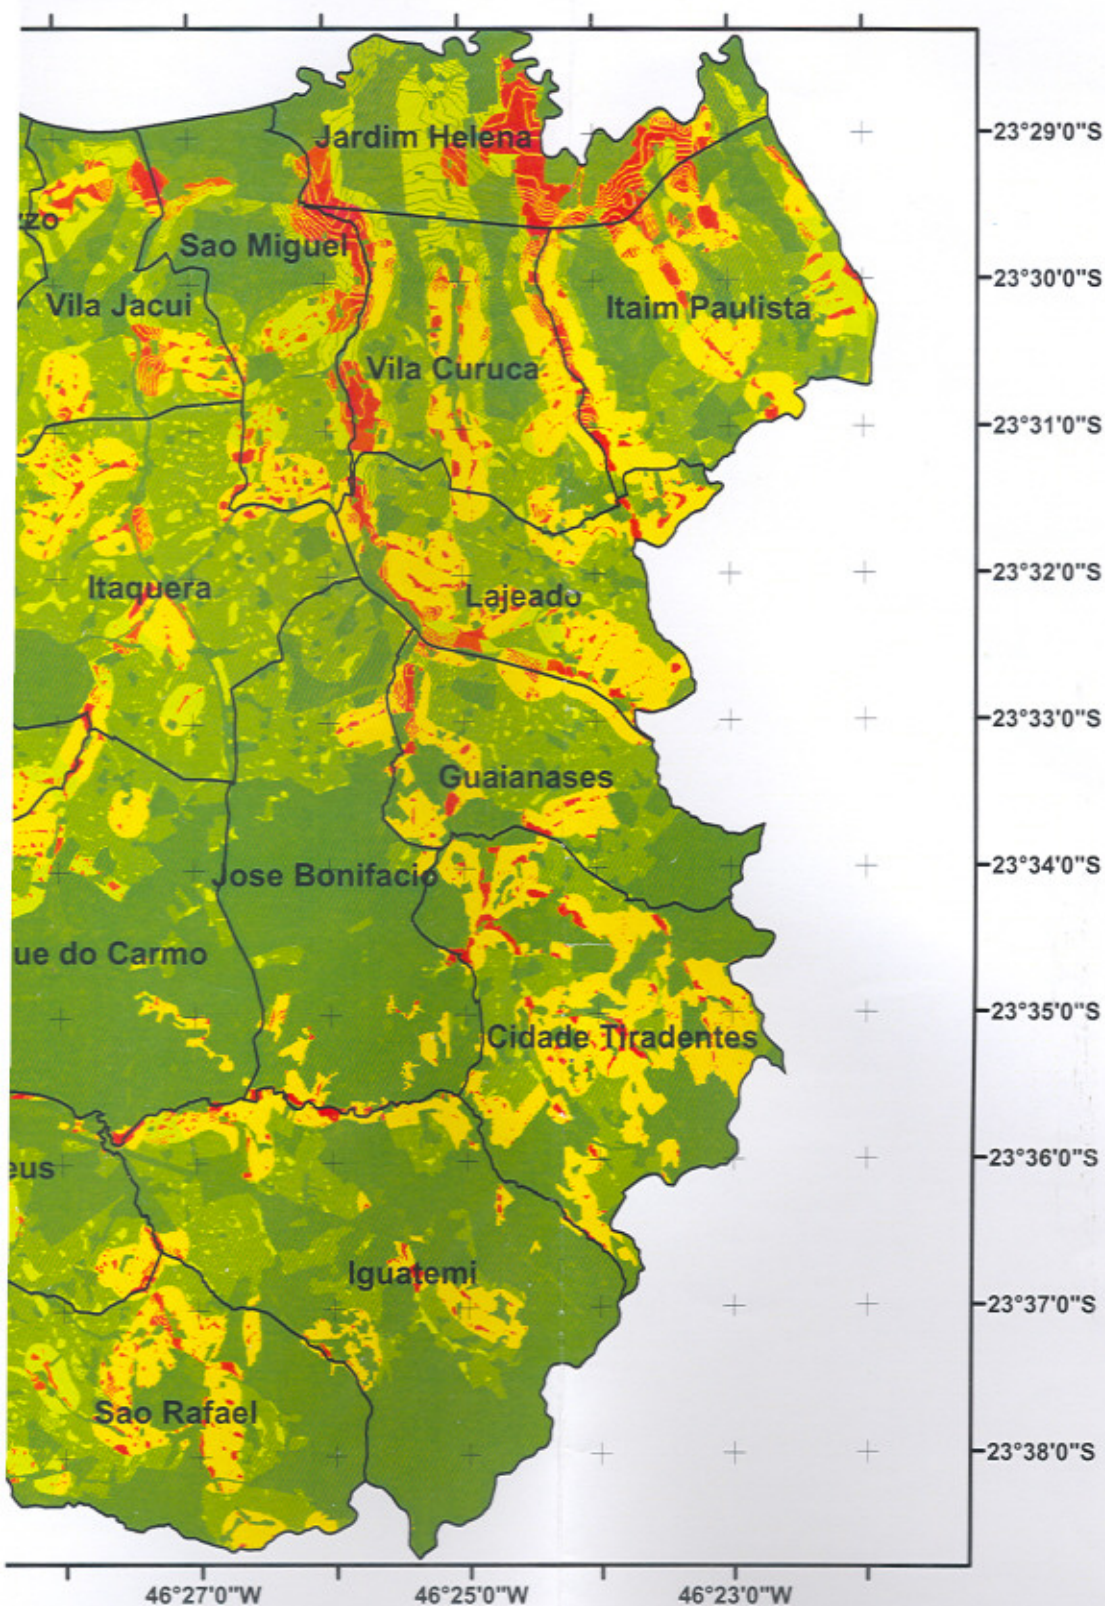 Jardim Helena
23°29'0"S
zo
Sao Miguel
23°30'0"S
Vila Jacui
Itaim Paulista
Vila Curuca
23°31'0"S
23°32'0"S
Itaquera
Lajeado
23°33'0"S
Guaianases
23°34'0"S
Jose Bonifacio
ue do Carmo
23°35'0"S
Cidade Tiradentes
23°36'0"S
eus
Iguatemi
23°37'0"S
Sao Rafael
23°38'0"S
46°27'0"W 46°25'0"W 46°23'0"W